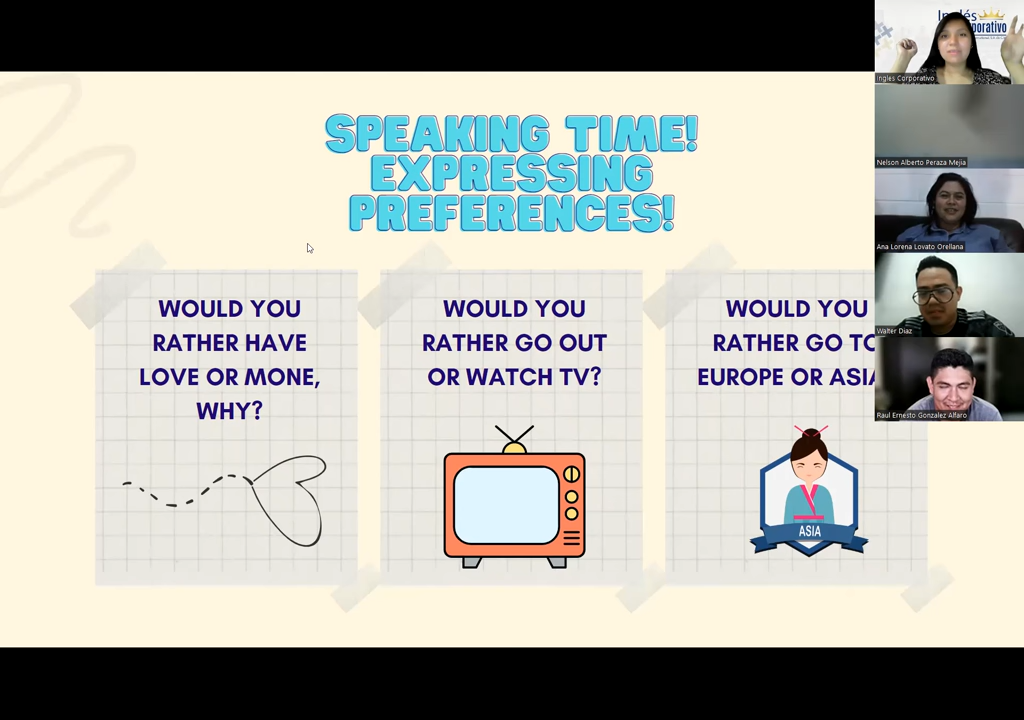 SPEAKING TIME!
EXPRESSING
PREFERENCES!
WOULD YOU
RATHER HAVE
LOVE OR MONE,
WHY?
WOULD YOU
RATHER GO OUT
OR WATCH TV?
WOULD YOU
RATHER GO TO
EUROPE OR ASIA
ASIA
Inglés Corporativo
Nelson Alberto Peraza Mejia
Ana Lorena Lovato Orellana
Walter Diaz
Raul Ernesto Gonzalez Alfaro